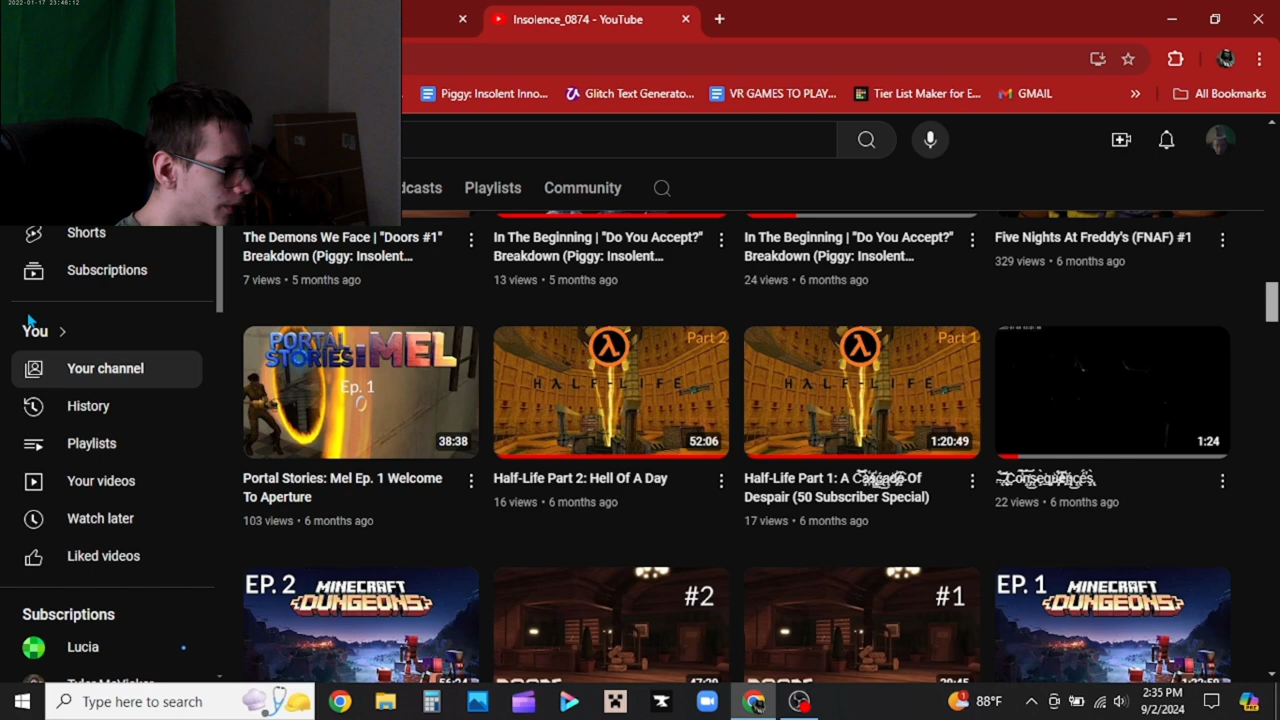 2022-01-17 23:46:12
Insolence_0874 - YouTube
Piggy: Insolent Inno...
Glitch Text Generato...
VR GAMES TO PLAY...
Tier List Maker for E...
GMAIL
All Bookmarks
dcasts
Playlists
Community
Shorts
Subscriptions
You
Your channel
History
Playlists
Your videos
Watch later
Liked videos
Subscriptions
Lucia
The Demons We Face | "Doors #1"
Breakdown (Piggy: Insolent...
7 views • 5 months ago
In The Beginning | "Do You Accept?"
Breakdown (Piggy: Insolent...
13 views • 5 months ago
In The Beginning | "Do You Accept?"
Breakdown (Piggy: Insolent...
24 views • 6 months ago
Five Nights At Freddy's (FNAF) #1
329 views • 6 months ago
PORTAL
STORIES:MEL
Ep. 1
38:38
Portal Stories: Mel Ep. 1 Welcome
To Aperture
103 views • 6 months ago
Part 2
HALF-LIFE
52:06
Half-Life Part 2: Hell Of A Day
16 views • 6 months ago
Part 1
HALF-LIFE
1:20:49
Half-Life Part 1: A Cascade Of
Despair (50 Subscriber Special)
17 views • 6 months ago
1:24
Consequences
22 views • 6 months ago
EP. 2
MINECRAFT
DUNGEONS
#2
#1
EP. 1
MINECRAFT
DUNGEONS
Type here to search
88°F
2:35 PM
9/2/2024